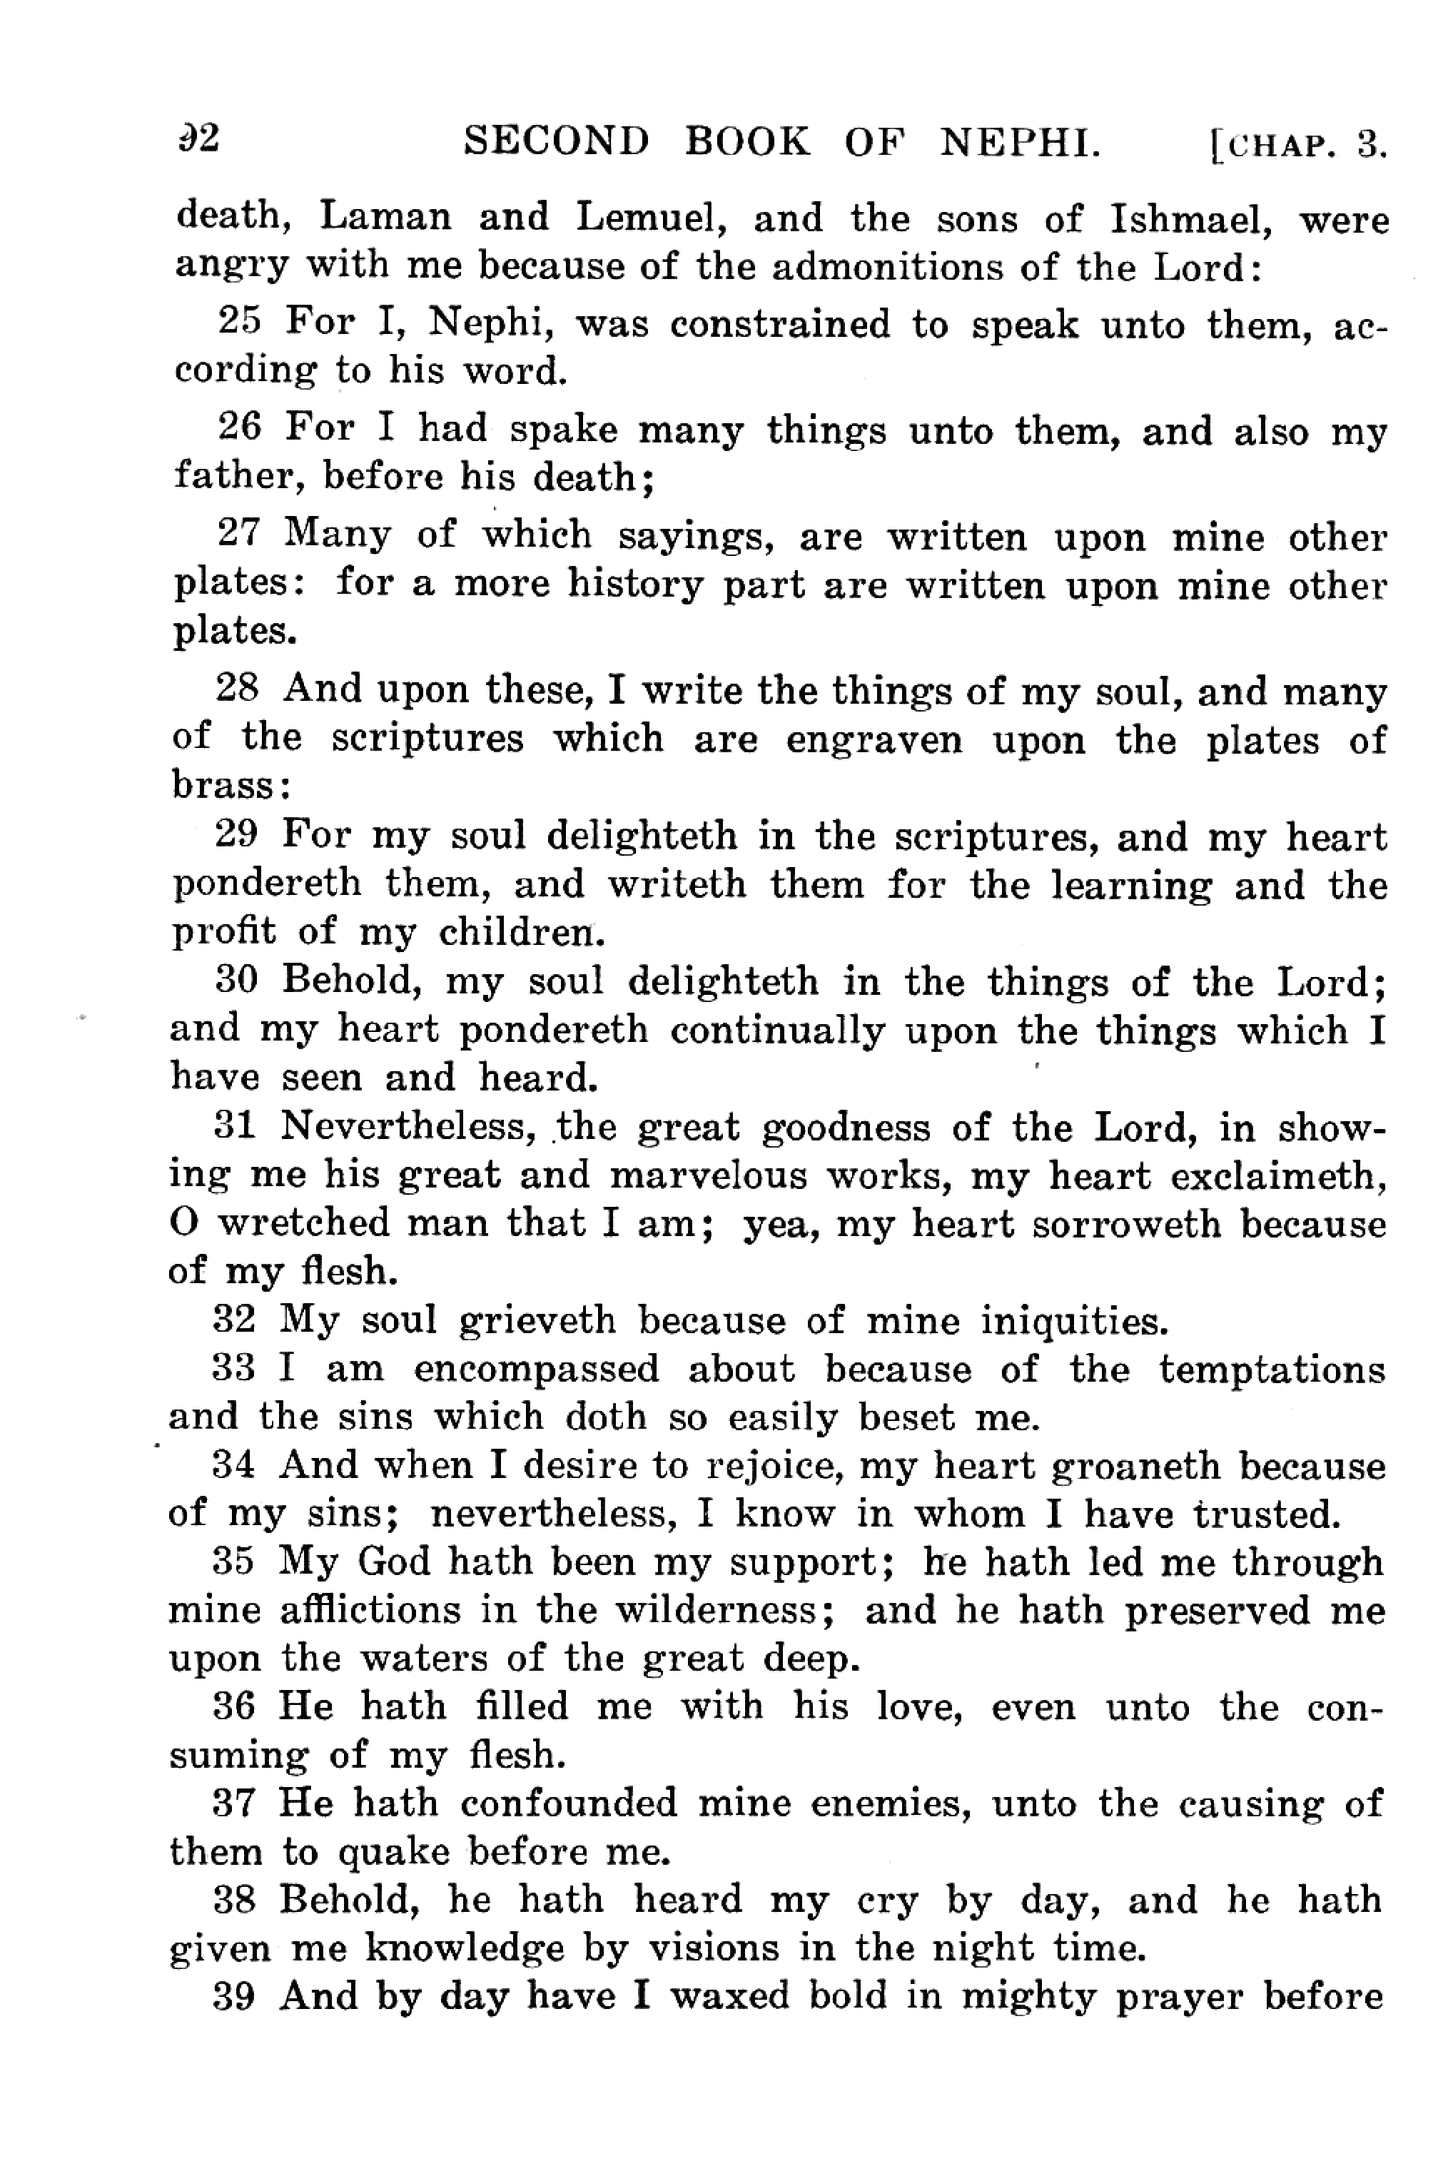 92 SECOND BOOK OF NEPHI. [CHAP. 3.
death, Laman and Lemuel, and the sons of Ishmael, were
angry with me because of the admonitions of the Lord:
25 For I, Nephi, was constrained to speak unto them, ac-
cording to his word.
26 For I had spake many things unto them, and also my
father, before his death;
27 Many of which sayings, are written upon mine other
plates: for a more history part are written upon mine other
plates.
28 And upon these, I write the things of my soul, and many
of the scriptures which are engraven upon the plates of
brass:
29 For my soul delighteth in the scriptures, and my heart
pondereth them, and writeth them for the learning and the
profit of my children.
30 Behold, my soul delighteth in the things of the Lord;
and my heart pondereth continually upon the things which I
have seen and heard.
31 Nevertheless, the great goodness of the Lord, in show-
ing me his great and marvelous works, my heart exclaimeth,
O wretched man that I am; yea, my heart sorroweth because
of my flesh.
32 My soul grieveth because of mine iniquities.
33 I am encompassed about because of the temptations
and the sins which doth so easily beset me.
34 And when I desire to rejoice, my heart groaneth because
of my sins; nevertheless, I know in whom I have trusted.
35 My God hath been my support; he hath led me through
mine afflictions in the wilderness; and he hath preserved me
upon the waters of the great deep.
36 He hath filled me with his love, even unto the con-
suming of my flesh.
37 He hath confounded mine enemies, unto the causing of
them to quake before me.
38 Behold, he hath heard my cry by day, and he hath
given me knowledge by visions in the night time.
39 And by day have I waxed bold in mighty prayer before